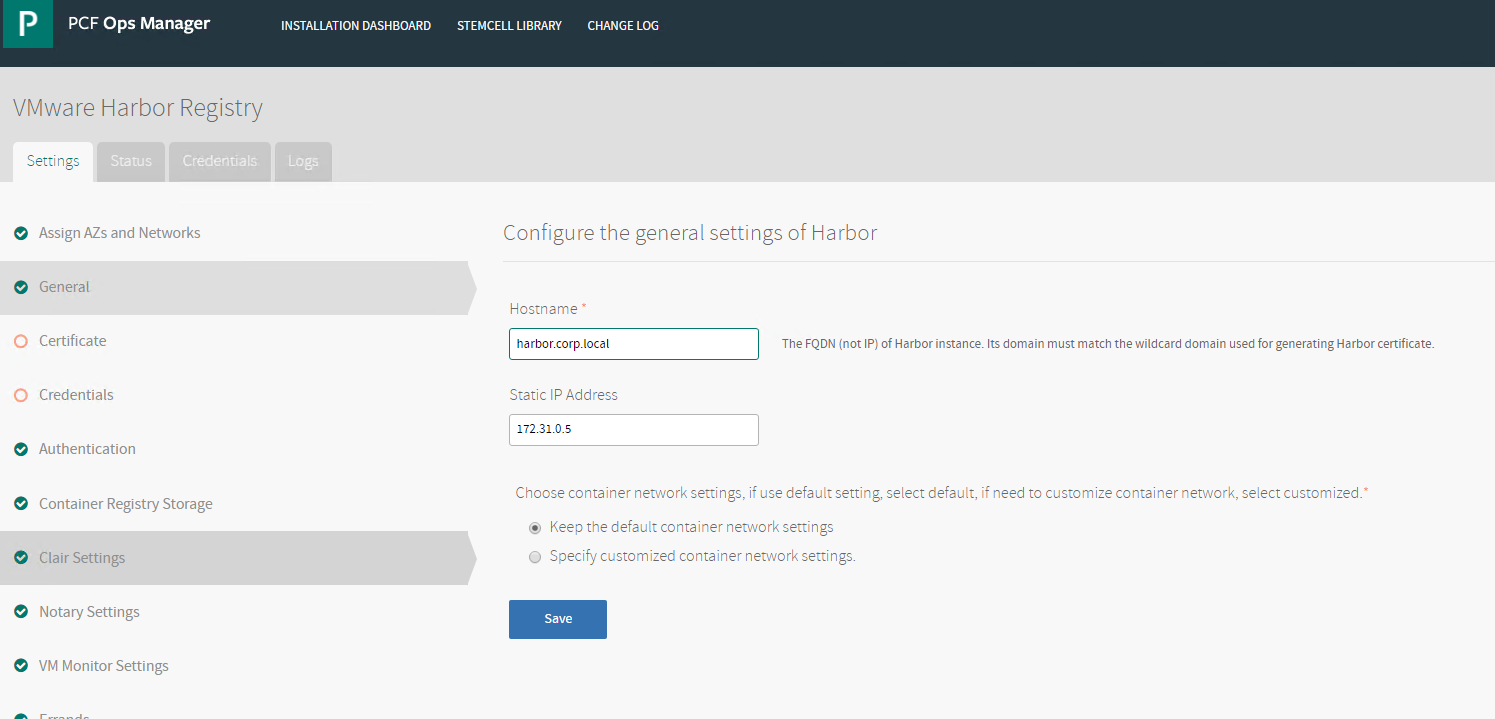 P PCF Ops Manager INSTALLATION DASHBOARD STEMCELL LIBRARY CHANGE LOG
VMware Harbor Registry
Settings Status Credentials Logs
Assign AZs and Networks
General
Certificate
Credentials
Authentication
Container Registry Storage
Clair Settings
Notary Settings
VM Monitor Settings
Errands
Configure the general settings of Harbor
Hostname *
harbor.corp.local
The FQDN (not IP) of Harbor instance. Its domain must match the wildcard domain used for generating Harbor certificate.
Static IP Address
172.31.0.5
Choose container network settings, if use default setting, select default, if need to customize container network, select customized.*
Keep the default container network settings
Specify customized container network settings.
Save